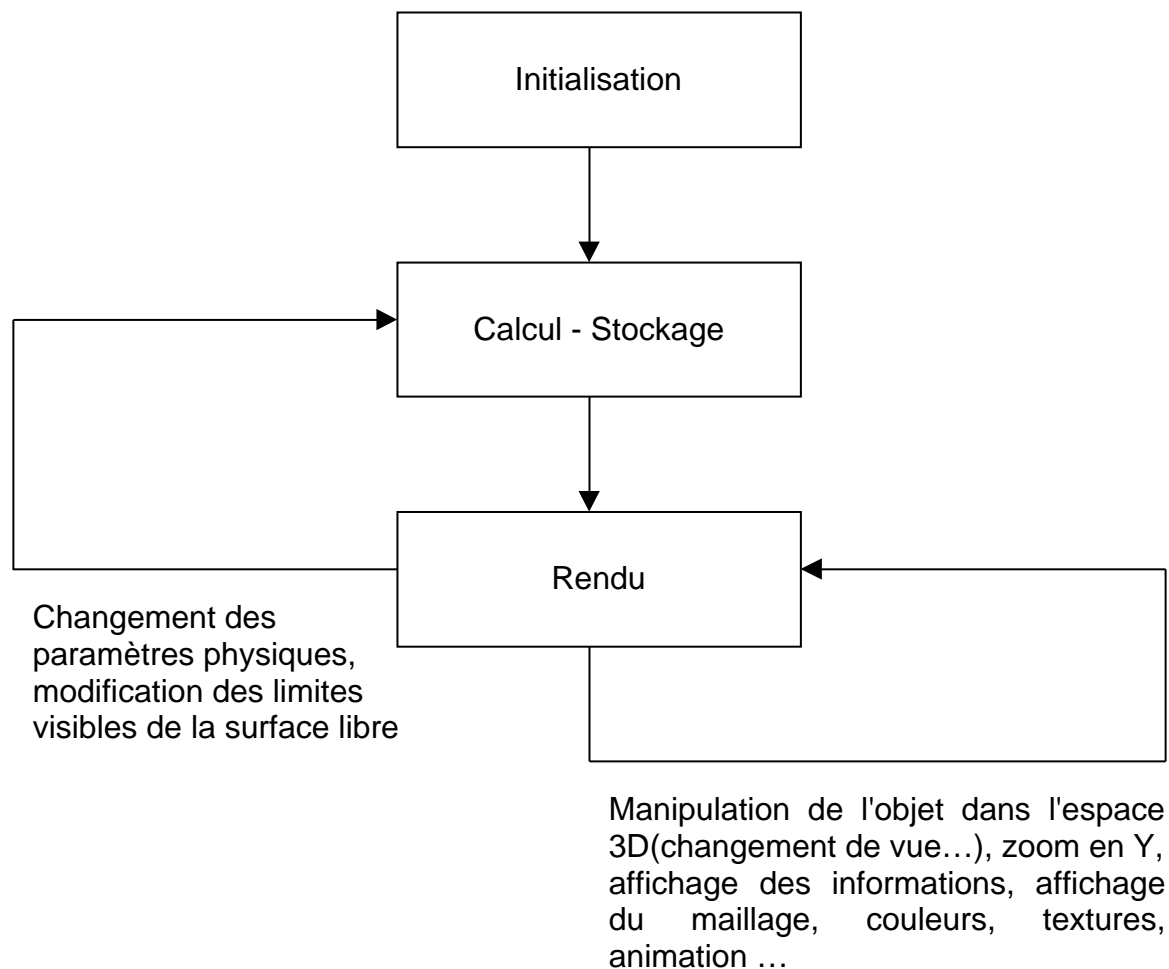 Initialisation
Calcul - Stockage
Rendu
Changement des
paramètres physiques,
modification des limites
visibles de la surface libre
Manipulation de l'objet dans l'espace
3D(changement de vue…), zoom en Y,
affichage des informations, affichage
du maillage, couleurs, textures,
animation …